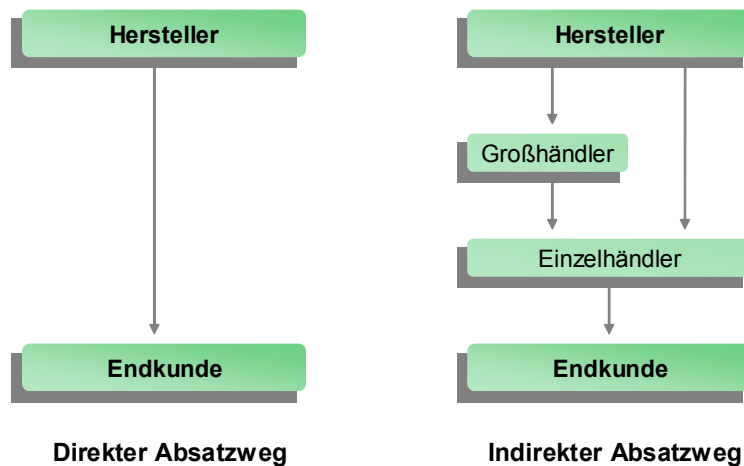 Hersteller
Endkunde
Direkter Absatzweg
Hersteller
Großhändler
Einzelhändler
Endkunde
Indirekter Absatzweg